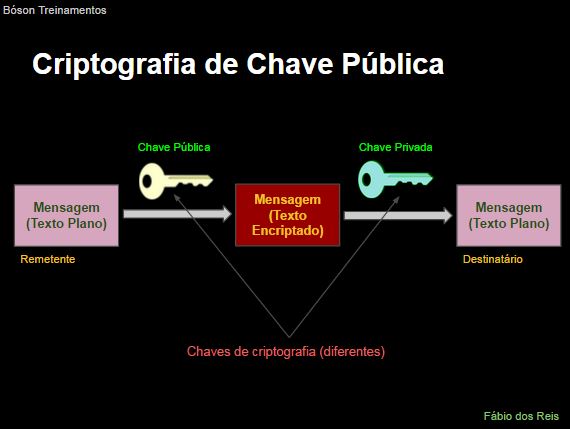 Bóson Treinamentos
Criptografia de Chave Pública
Chave Pública
Chave Privada
Mensagem
(Texto Plano)
Mensagem
(Texto
Encriptado)
Mensagem
(Texto Plano)
Remetente
Destinatário
Chaves de criptografia (diferentes)
Fábio dos Reis